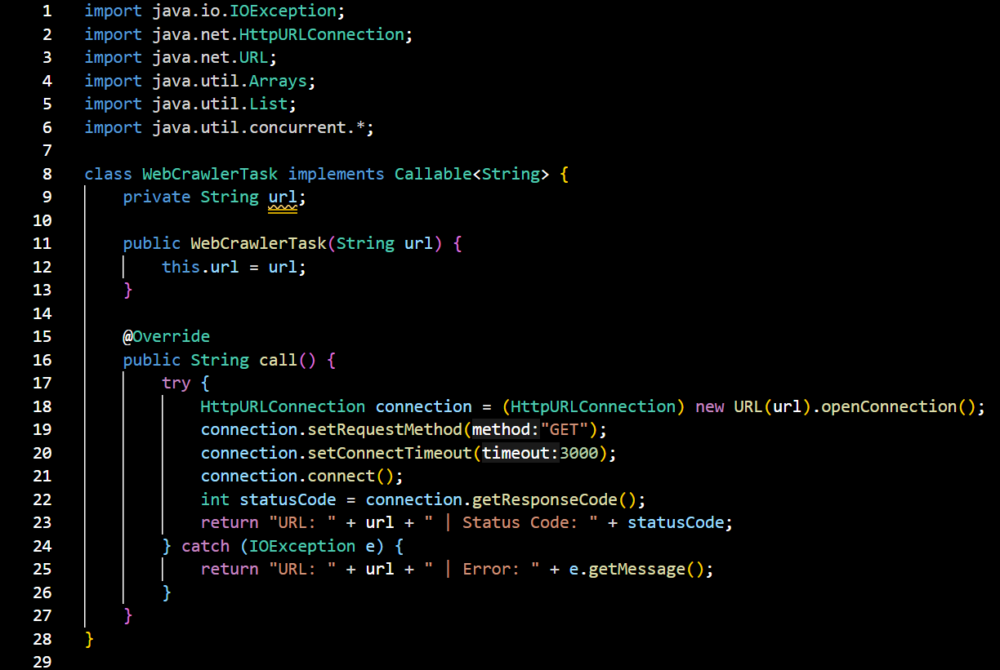 1 import java.io.IOException;
2 import java.net.HttpURLConnection;
3 import java.net.URL;
4 import java.util.Arrays;
5 import java.util.List;
6 import java.util.concurrent.*;
7
8 class WebCrawlerTask implements Callable<String> {
9     private String url;
10
11     public WebCrawlerTask(String url) {
12         this.url = url;
13     }
14
15     @Override
16     public String call() {
17         try {
18             HttpURLConnection connection = (HttpURLConnection) new URL(url).openConnection();
19             connection.setRequestMethod(method:"GET");
20             connection.setConnectTimeout(timeout:3000);
21             connection.connect();
22             int statusCode = connection.getResponseCode();
23             return "URL: " + url + " | Status Code: " + statusCode;
24         } catch (IOException e) {
25             return "URL: " + url + " | Error: " + e.getMessage();
26         }
27     }
28 }
29